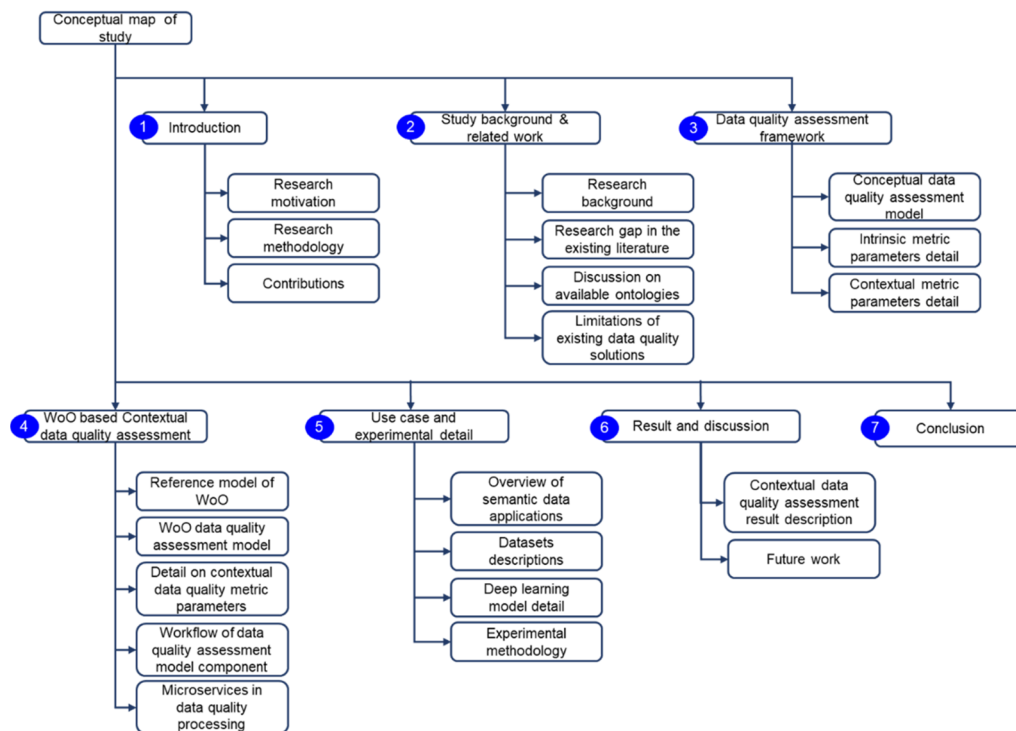 Conceptual map of
study
1
Introduction
Research
motivation
Research
methodology
Contributions
2
Study background &
related work
Research
background
Research gap in the
existing literature
Discussion on
available ontologies
Limitations of
existing data quality
solutions
3
Data quality assessment
framework
Conceptual data
quality assessment
model
Intrinsic metric
parameters detail
Contextual metric
parameters detail
4
WoO based Contextual
data quality assessment
Reference model of
WoO
WoO data quality
assessment model
Detail on contextual
data quality metric
parameters
Workflow of data
quality assessment
model component
Microservices in
data quality
processing
5
Use case and
experimental detail
Overview of
semantic data
applications
Datasets
descriptions
Deep learning
model detail
Experimental
methodology
6
Result and discussion
Contextual data
quality assessment
result description
Future work
7
Conclusion